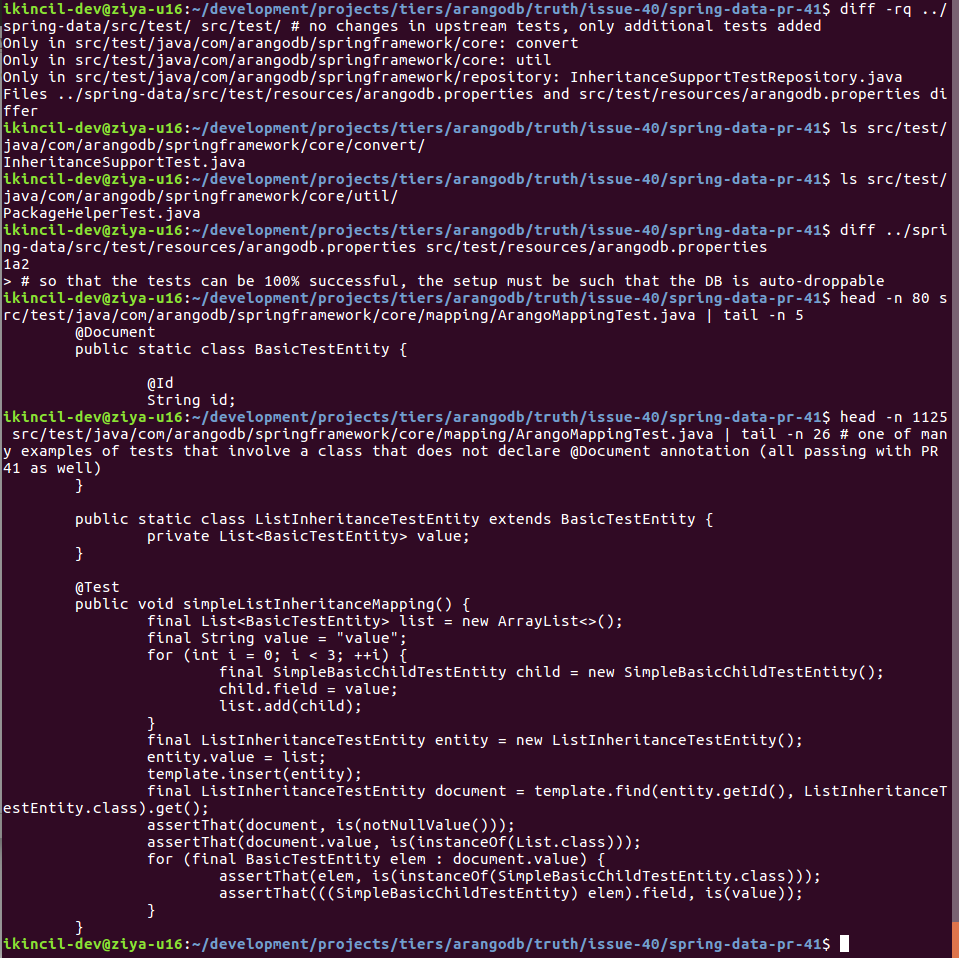 ikincil-dev@ziya-u16:~/development/projects/tiers/arangodb/truth/issue-40/spring-data-pr-41$ diff -rq ../
spring-data/src/test/ src/test/ # no changes in upstream tests, only additional tests added
Only in src/test/java/com/arangodb/springframework/core: convert
Only in src/test/java/com/arangodb/springframework/core: util
Only in src/test/java/com/arangodb/springframework/repository: InheritanceSupportTestRepository.java
Files ../spring-data/src/test/resources/arangodb.properties and src/test/resources/arangodb.properties di
ffer
ikincil-dev@ziya-u16:~/development/projects/tiers/arangodb/truth/issue-40/spring-data-pr-41$ ls src/test/
java/com/arangodb/springframework/core/convert/
InheritanceSupportTest.java
ikincil-dev@ziya-u16:~/development/projects/tiers/arangodb/truth/issue-40/spring-data-pr-41$ ls src/test/
java/com/arangodb/springframework/core/util/
PackageHelperTest.java
ikincil-dev@ziya-u16:~/development/projects/tiers/arangodb/truth/issue-40/spring-data-pr-41$ diff ../spri
ng-data/src/test/resources/arangodb.properties src/test/resources/arangodb.properties
1a2
> # so that the tests can be 100% successful, the setup must be such that the DB is auto-droppable
ikincil-dev@ziya-u16:~/development/projects/tiers/arangodb/truth/issue-40/spring-data-pr-41$ head -n 80 s
rc/test/java/com/arangodb/springframework/core/mapping/ArangoMappingTest.java | tail -n 5
@Document
public static class BasicTestEntity {
@Id
String id;
ikincil-dev@ziya-u16:~/development/projects/tiers/arangodb/truth/issue-40/spring-data-pr-41$ head -n 1125
src/test/java/com/arangodb/springframework/core/mapping/ArangoMappingTest.java | tail -n 26 # one of man
y examples of tests that involve a class that does not declare @Document annotation (all passing with PR
41 as well)
}
public static class ListInheritanceTestEntity extends BasicTestEntity {
private List<BasicTestEntity> value;
}
@Test
public void simpleListInheritanceMapping() {
final List<BasicTestEntity> list = new ArrayList<>();
final String value = "value";
for (int i = 0; i < 3; ++i) {
final SimpleBasicChildTestEntity child = new SimpleBasicChildTestEntity();
child.field = value;
list.add(child);
}
final ListInheritanceTestEntity entity = new ListInheritanceTestEntity();
entity.value = list;
template.insert(entity);
final ListInheritanceTestEntity document = template.find(entity.getId(), ListInheritanceT
estEntity.class).get();
assertThat(document, is(notNullValue()));
assertThat(document.value, is(instanceOf(List.class)));
for (final BasicTestEntity elem : document.value) {
assertThat(elem, is(instanceOf(SimpleBasicChildTestEntity.class)));
assertThat(((SimpleBasicChildTestEntity) elem).field, is(value));
}
}
ikincil-dev@ziya-u16:~/development/projects/tiers/arangodb/truth/issue-40/spring-data-pr-41$